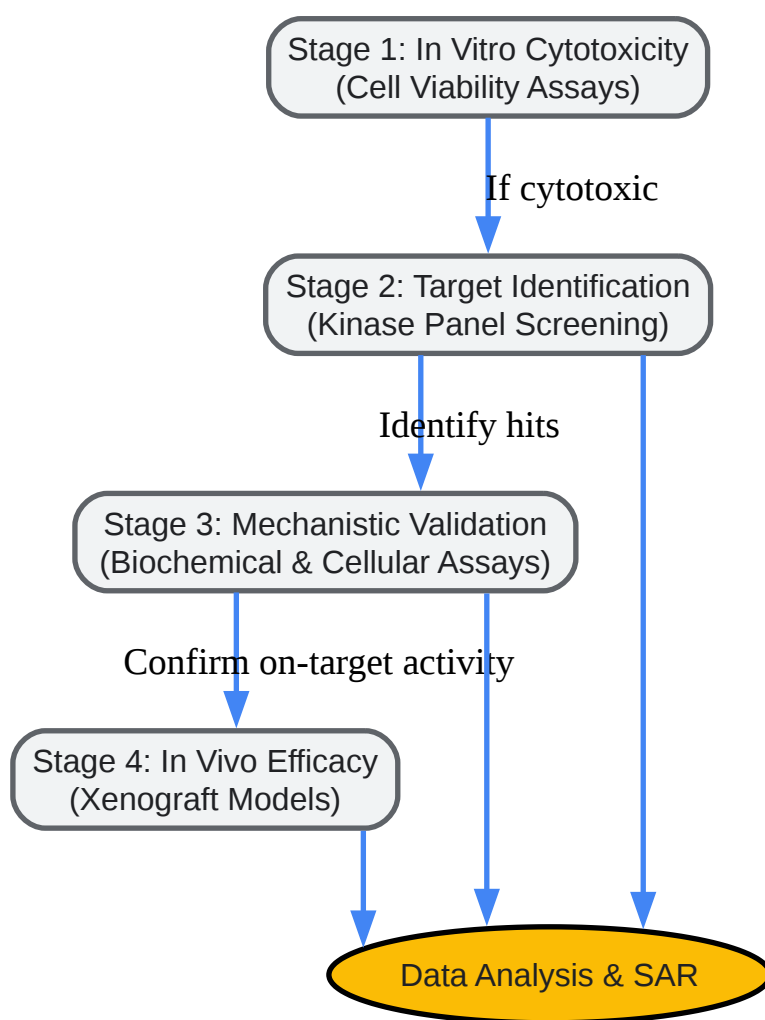 Stage 1: In Vitro Cytotoxicity
(Cell Viability Assays)
If cytotoxic
Stage 2: Target Identification
(Kinase Panel Screening)
Identify hits
Stage 3: Mechanistic Validation
(Biochemical & Cellular Assays)
Confirm on-target activity
Stage 4: In Vivo Efficacy
(Xenograft Models)
Data Analysis & SAR